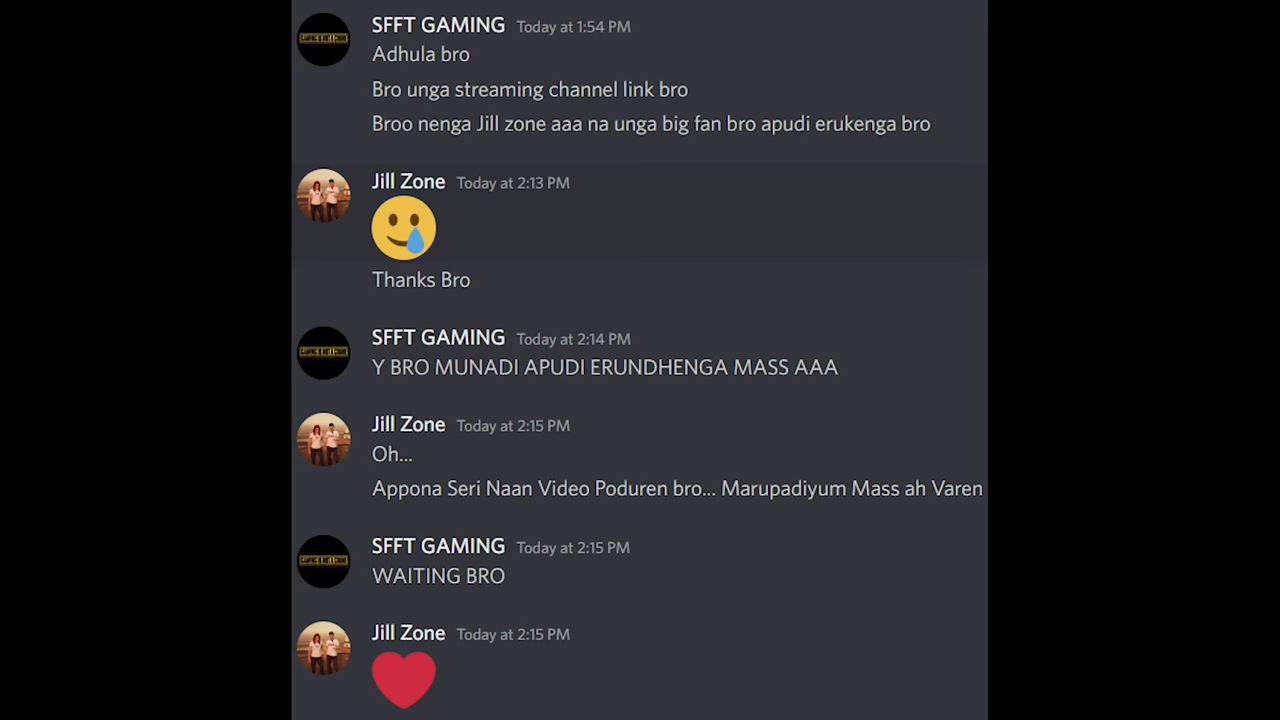 SFFT GAMING Today at 1:54 PM
Adhula bro
Bro unga streaming channel link bro
Broo nenga Jill zone aaa na unga big fan bro apudi erukenga bro
Jill Zone Today at 2:13 PM
Thanks Bro
SFFT GAMING Today at 2:14 PM
Y BRO MUNADI APUDI ERUNDHENGA MASS AAA
Jill Zone Today at 2:15 PM
Oh...
Appona Seri Naan Video Poduren bro... Marupadiyum Mass ah Varen
SFFT GAMING Today at 2:15 PM
WAITING BRO
Jill Zone Today at 2:15 PM